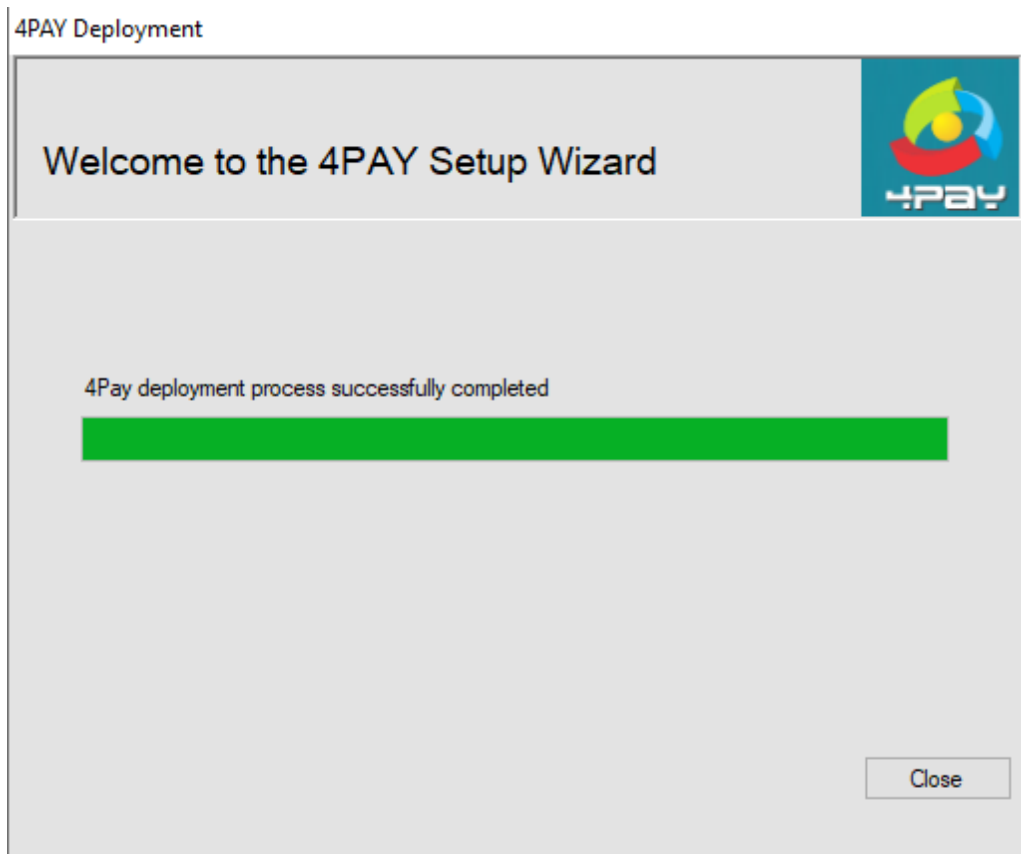 4PAY Deployment
Welcome to the 4PAY Setup Wizard
4PAY
4Pay deployment process successfully completed
Close